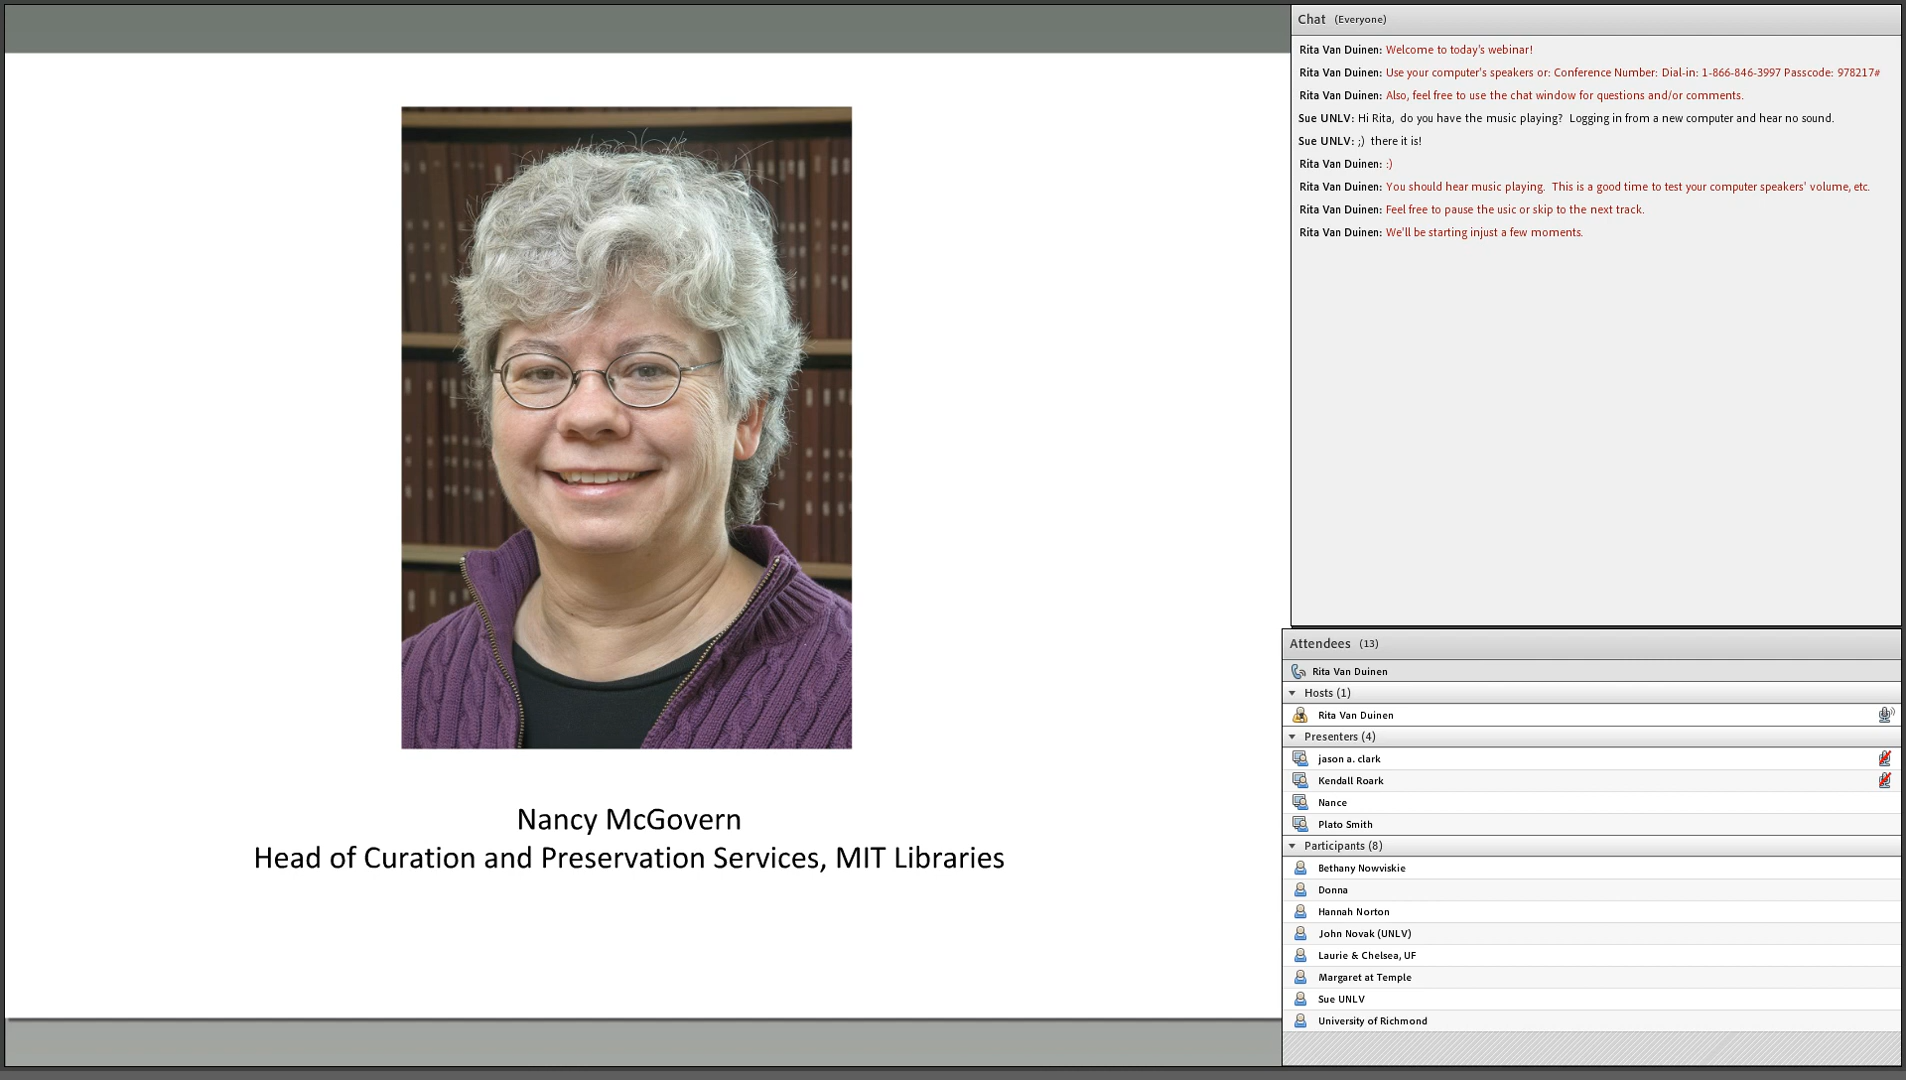 Nancy McGovern
Head of Curation and Preservation Services, MIT Libraries
Chat (Everyone)
Rita Van Duinen: Welcome to today's webinar!
Rita Van Duinen: Use your computer's speakers or: Conference Number: Dial-in: 1-866-846-3997 Passcode: 978217#
Rita Van Duinen: Also, feel free to use the chat window for questions and/or comments.
Sue UNLV: Hi Rita, do you have the music playing? Logging in from a new computer and hear no sound.
Sue UNLV: ;) there it is!
Rita Van Duinen: :)
Rita Van Duinen: You should hear music playing. This is a good time to test your computer speakers' volume, etc.
Rita Van Duinen: Feel free to pause the usic or skip to the next track.
Rita Van Duinen: We'll be starting injust a few moments.
Attendees (13)
Rita Van Duinen
Hosts (1)
Rita Van Duinen
Presenters (4)
jason a. clark
Kendall Roark
Nance
Plato Smith
Participants (8)
Bethany Nowviskie
Donna
Hannah Norton
John Novak (UNLV)
Laurie & Chelsea, UF
Margaret at Temple
Sue UNLV
University of Richmond